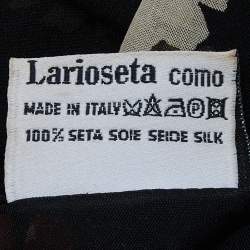 Larioseta como
MADE IN ITALY
100% SETA SOIE SEIDE SILK